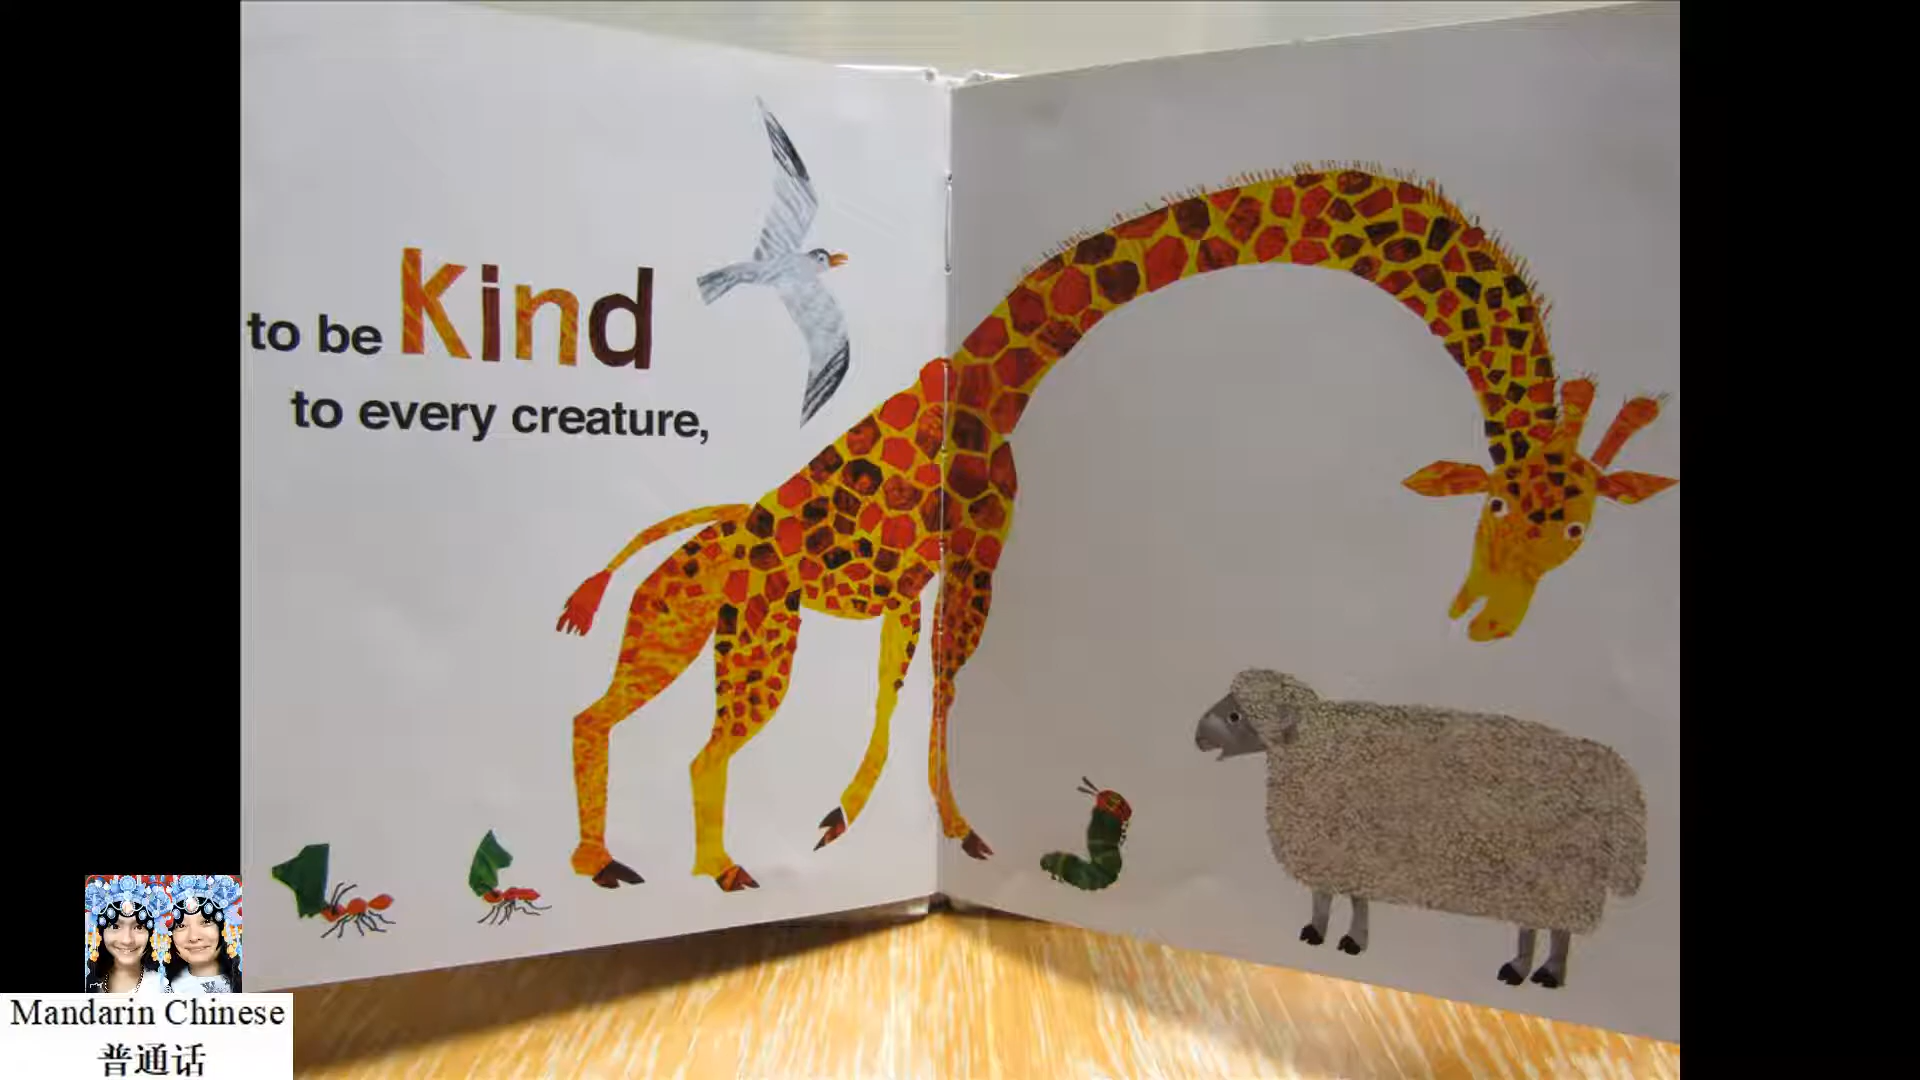 to be Kind
to every creature,
Mandarin Chinese
普通话